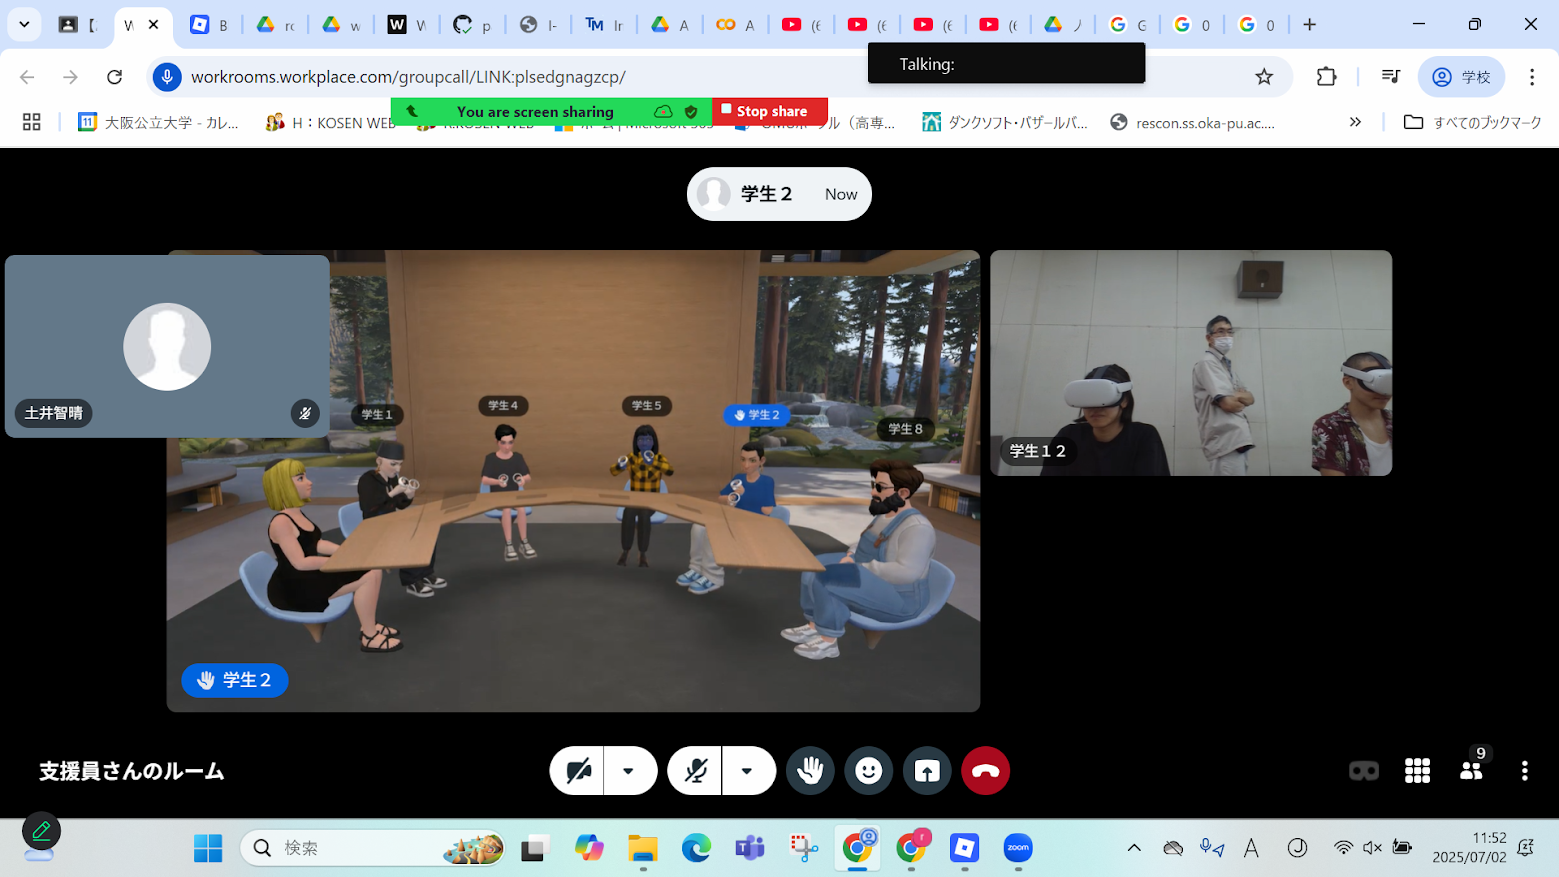 Talking:
workrooms.workplace.com/groupcall/LINK:plsedgnagzcp/
学校
You are screen sharing
Stop share
大阪公立大学 - カレ...
H：KOSEN WEB
rescon.ss.oka-pu.ac....
ダンクソフト・バザールバ...
すべてのブックマーク
学生２
Now
土井智晴
学生１
学生４
学生５
学生２
学生８
学生１２
学生２
支援員さんのルーム
9
検索
zoom
11:52
2025/07/02